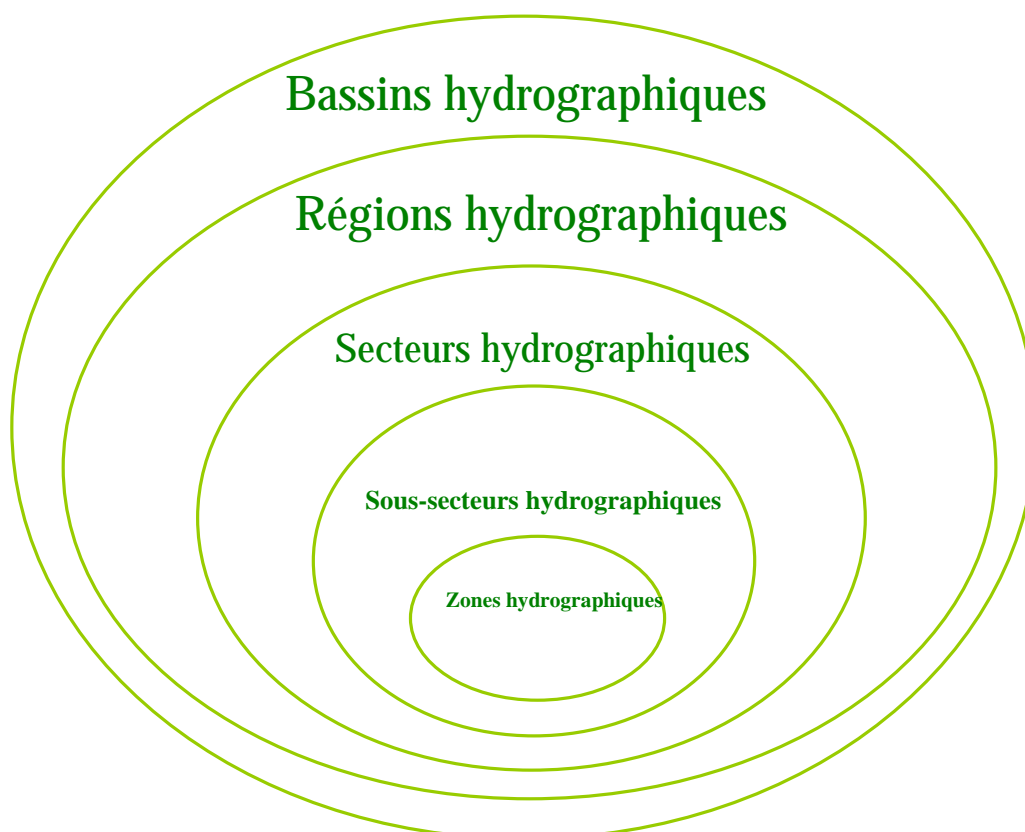 Bassins hydrographiques
Régions hydrographiques
Secteurs hydrographiques
Sous-secteurs hydrographiques
Zones hydrographiques